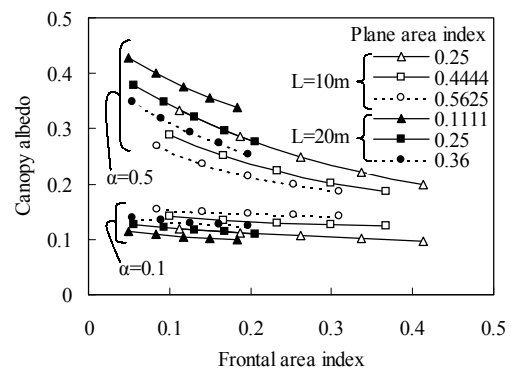 0.5
0.4
0.3
0.2
0.1
0
Canopy albedo
Plane area index
L=10m
0.25
0.4444
0.5625
L=20m
0.1111
0.25
0.36
α=0.5
α=0.1
0
0.1
0.2
0.3
0.4
0.5
Frontal area index